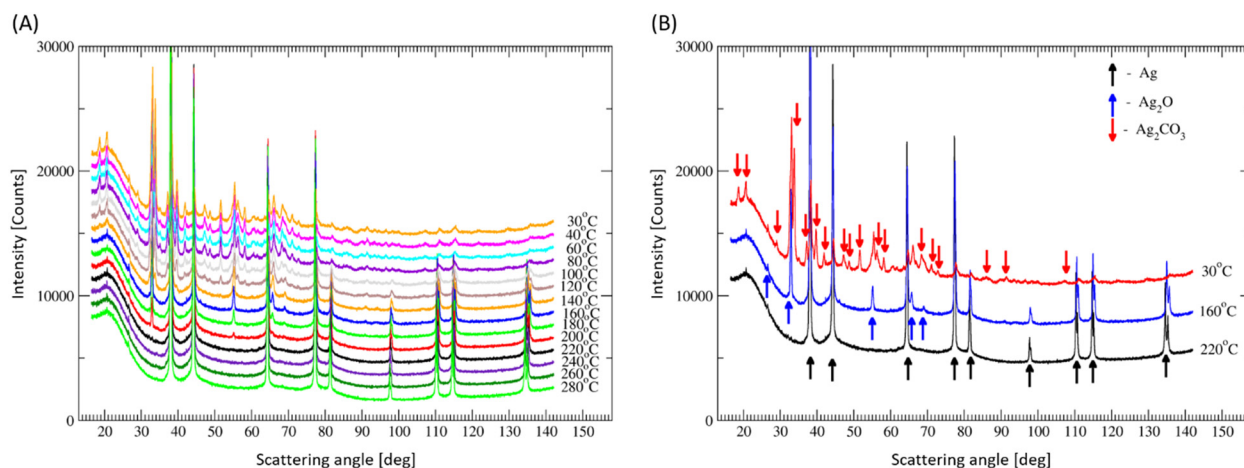 (A)
(B)
30000
20000
10000
0
Intensity [Counts]
30°C
40°C
60°C
80°C
100°C
120°C
140°C
160°C
180°C
200°C
220°C
240°C
260°C
280°C
20 30 40 50 60 70 80 90 100 110 120 130 140 150
Scattering angle [deg]
30000
20000
10000
0
Intensity [Counts]
- Ag
- Ag₂O
- Ag₂CO₃
30°C
160°C
220°C
20 30 40 50 60 70 80 90 100 110 120 130 140 150
Scattering angle [deg]